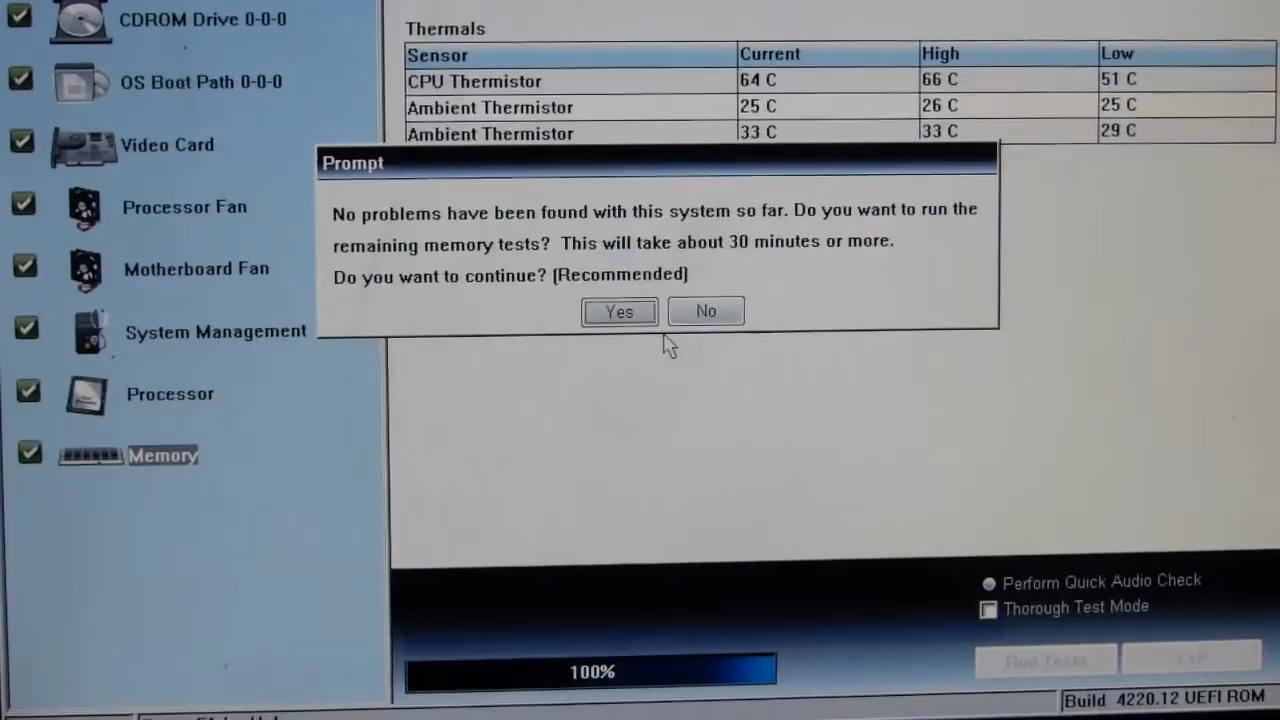 CDROM Drive 0-0-0
OS Boot Path 0-0-0
Video Card
Processor Fan
Motherboard Fan
System Management
Processor
Memory
Thermals
Sensor Current High Low
CPU Thermistor 64 C 66 C 51 C
Ambient Thermistor 25 C 26 C 25 C
Ambient Thermistor 33 C 33 C 29 C
Prompt
No problems have been found with this system so far. Do you want to run the
remaining memory tests? This will take about 30 minutes or more.
Do you want to continue? (Recommended)
Yes No
Perform Quick Audio Check
Thorough Test Mode
Run Tests Exit
100%
Build 4220.12 UEFI ROM